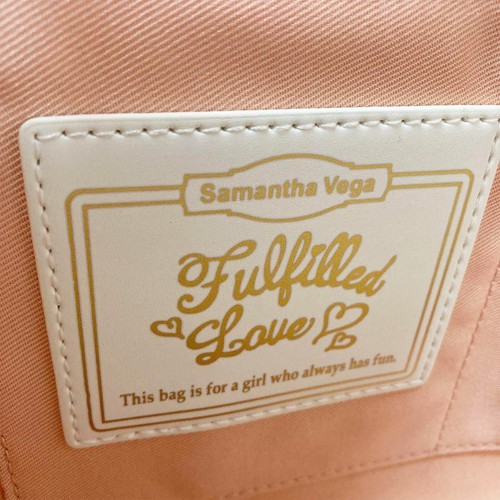 Samantha Vega
Fulfilled
Love
This bag is for a girl who always has fun.